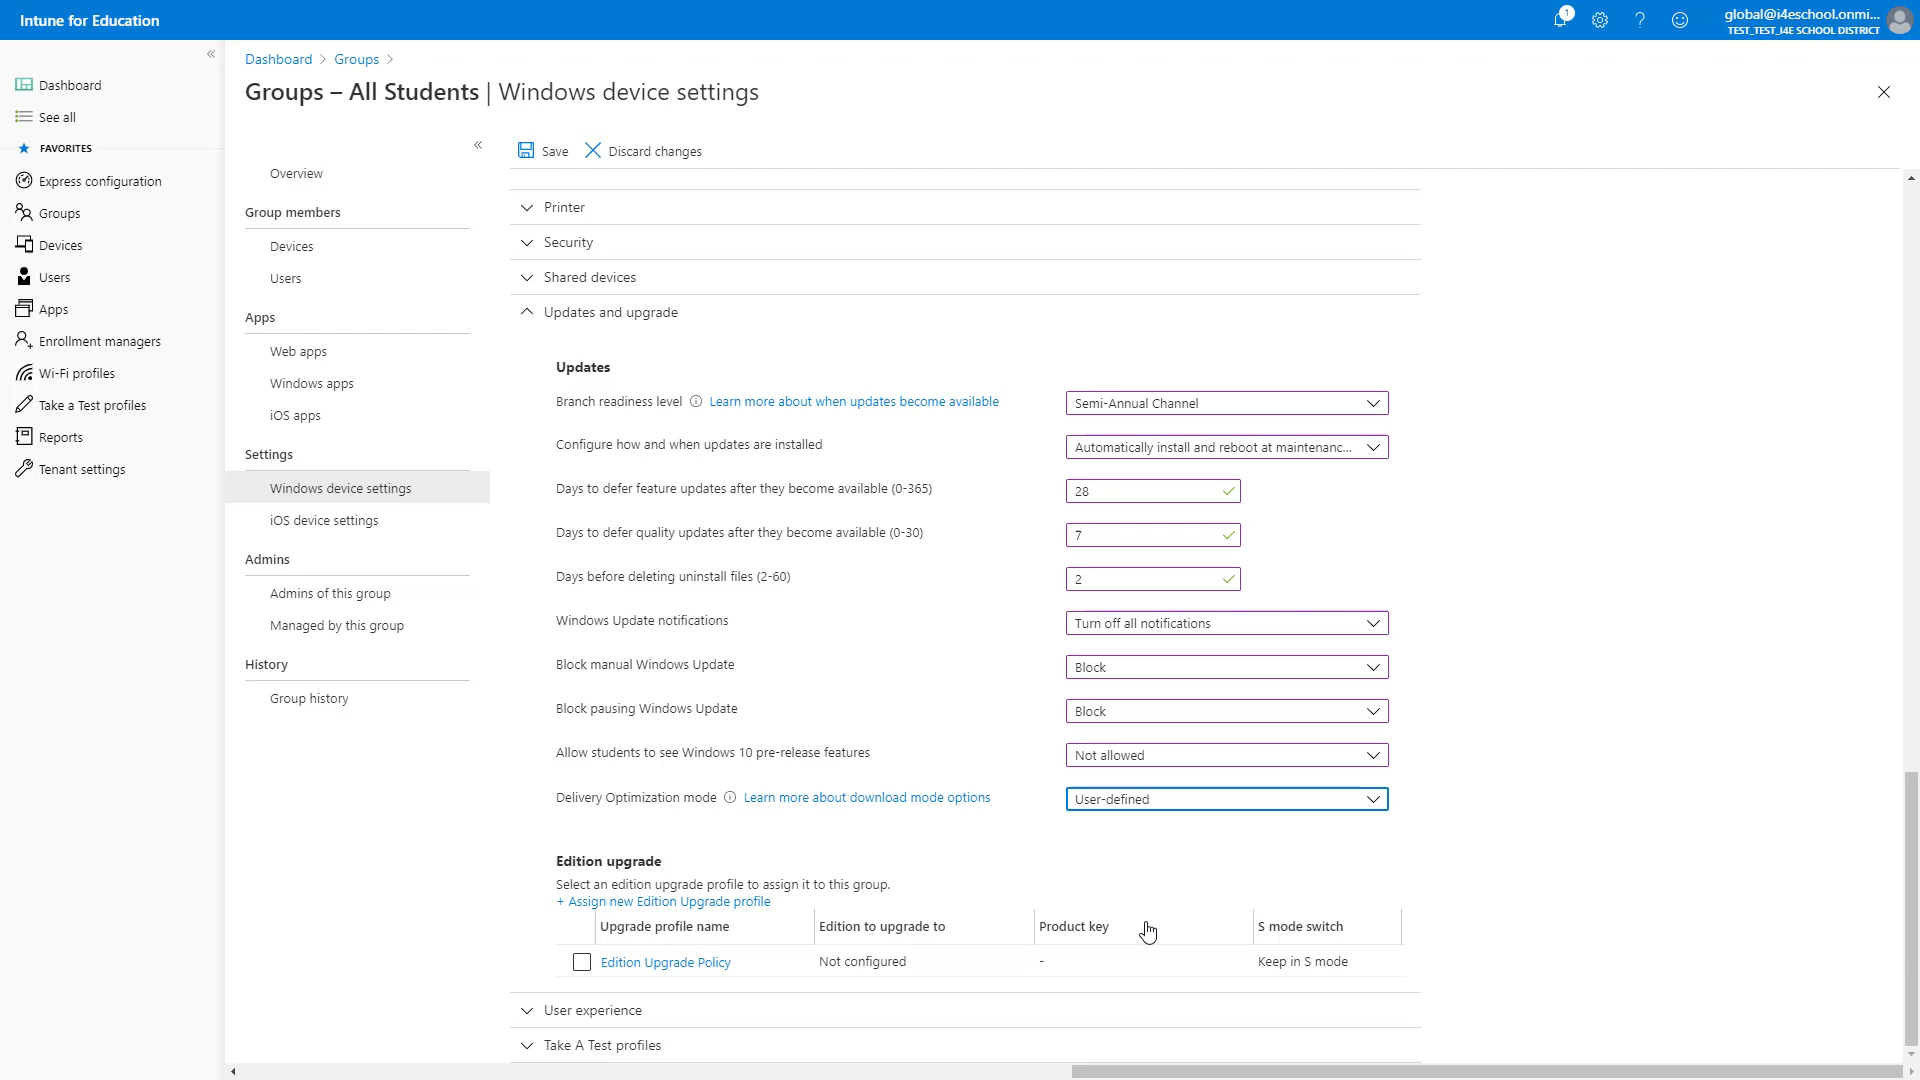 Intune for Education
1
global@i4eschool.onmi...
TEST_TEST_I4E SCHOOL DISTRICT
Dashboard
See all
FAVORITES
Express configuration
Groups
Devices
Users
Apps
Enrollment managers
Wi-Fi profiles
Take a Test profiles
Reports
Tenant settings
Dashboard > Groups >
Groups – All Students | Windows device settings
Overview
Group members
Devices
Users
Apps
Web apps
Windows apps
iOS apps
Settings
Windows device settings
iOS device settings
Admins
Admins of this group
Managed by this group
History
Group history
Save Discard changes
Printer
Security
Shared devices
Updates and upgrade
Updates
Branch readiness level Learn more about when updates become available Semi-Annual Channel
Configure how and when updates are installed Automatically install and reboot at maintenanc...
Days to defer feature updates after they become available (0-365) 28
Days to defer quality updates after they become available (0-30) 7
Days before deleting uninstall files (2-60) 2
Windows Update notifications Turn off all notifications
Block manual Windows Update Block
Block pausing Windows Update Block
Allow students to see Windows 10 pre-release features Not allowed
Delivery Optimization mode Learn more about download mode options User-defined
Edition upgrade
Select an edition upgrade profile to assign it to this group.
+ Assign new Edition Upgrade profile
Upgrade profile name Edition to upgrade to Product key S mode switch
Edition Upgrade Policy Not configured - Keep in S mode
User experience
Take A Test profiles